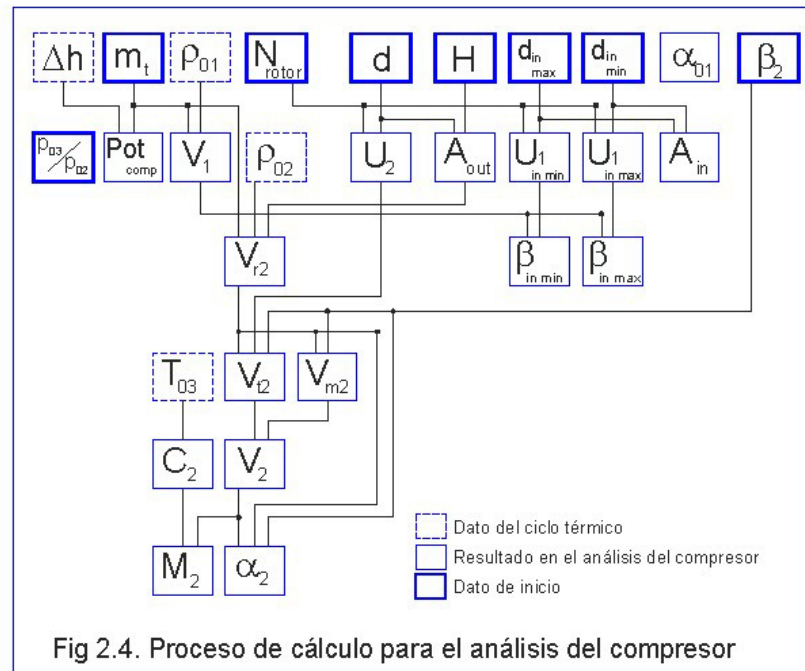 Δh m_t ρ_01 N_rotor d H d_in max d_in min α_01 β_2
p_03/p_02 Pot_comp V_1 ρ_02 U_2 A_out U_1 in min U_1 in max A_in
V_r2 β_in min β_in max
T_03 V_t2 V_m2
C_2 V_2
M_2 α_2
Dato del ciclo térmico
Resultado en el análisis del compresor
Dato de inicio
Fig 2.4. Proceso de cálculo para el análisis del compresor